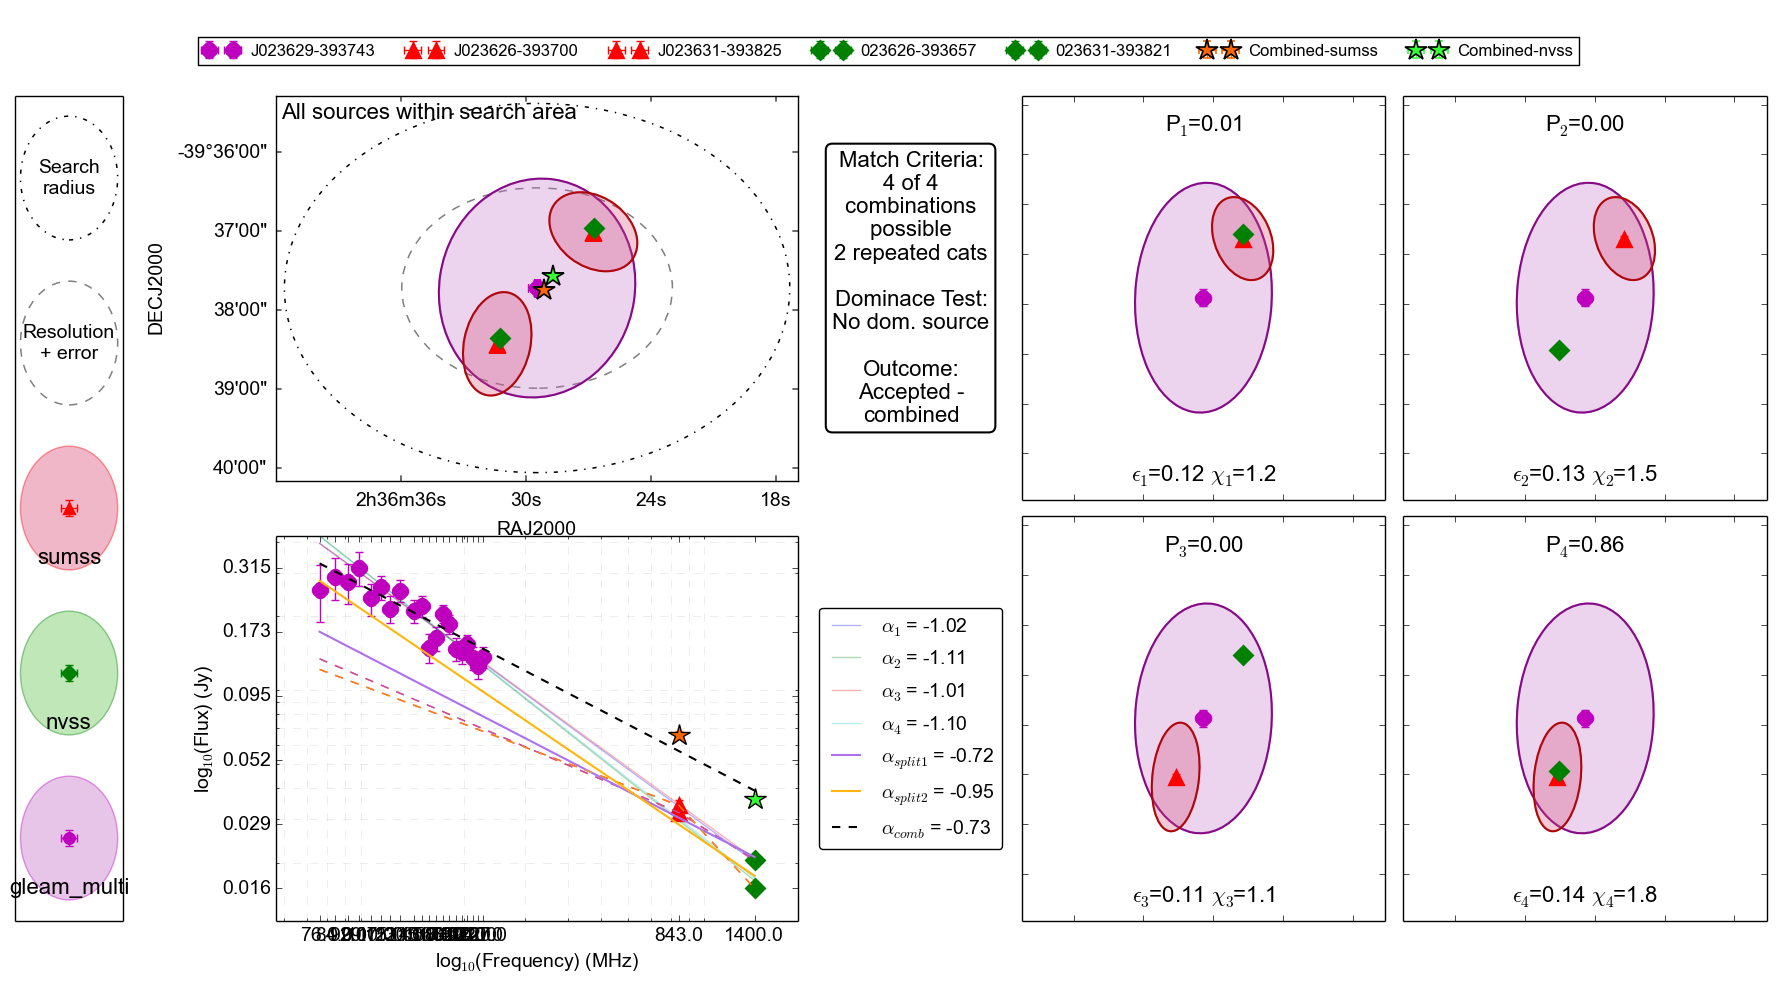 J023629-393743 J023626-393700 J023631-393825 023626-393657 023631-393821 Combined-sumss Combined-nvss
Search
radius
Resolution
+ error
sumss
nvss
gleam_multi
All sources within search area
DECJ2000
-39°36'00"
37'00"
38'00"
39'00"
40'00"
2h36m36s 30s 24s 18s
RAJ2000
Match Criteria:
4 of 4
combinations
possible
2 repeated cats
Dominace Test:
No dom. source
Outcome:
Accepted -
combined
P1=0.01
ϵ1=0.12 χ1=1.2
P2=0.00
ϵ2=0.13 χ2=1.5
P3=0.00
ϵ3=0.11 χ3=1.1
P4=0.86
ϵ4=0.14 χ4=1.8
log10(Flux) (Jy)
0.315
0.173
0.095
0.052
0.029
0.016
843.0 1400.0
log10(Frequency) (MHz)
α1 = -1.02
α2 = -1.11
α3 = -1.01
α4 = -1.10
αsplit1 = -0.72
αsplit2 = -0.95
αcomb = -0.73